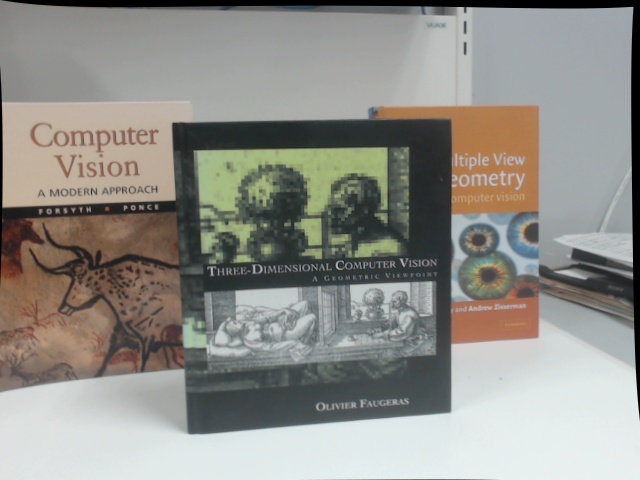 Computer
Vision
A MODERN APPROACH
FORSYTH ★ PONCE
THREE-DIMENSIONAL COMPUTER VISION
A GEOMETRIC VIEWPOINT
OLIVIER FAUGERAS
ltiple View
eometry
omputer vision
and Andrew Zisserman